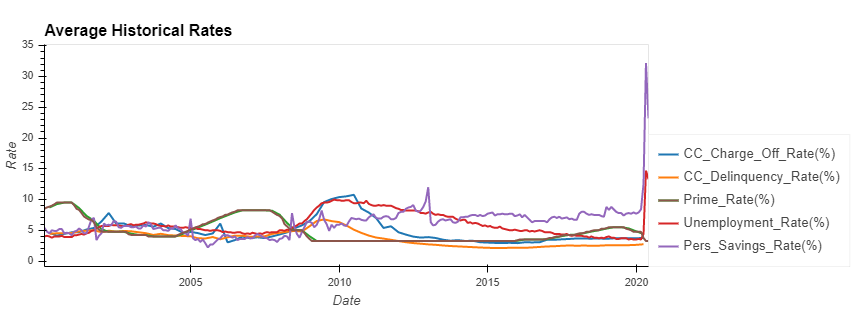 Average Historical Rates
35
30
25
20
15
10
5
0
Rate
2005
2010
2015
2020
Date
CC_Charge_Off_Rate(%)
CC_Delinquency_Rate(%)
Prime_Rate(%)
Unemployment_Rate(%)
Pers_Savings_Rate(%)